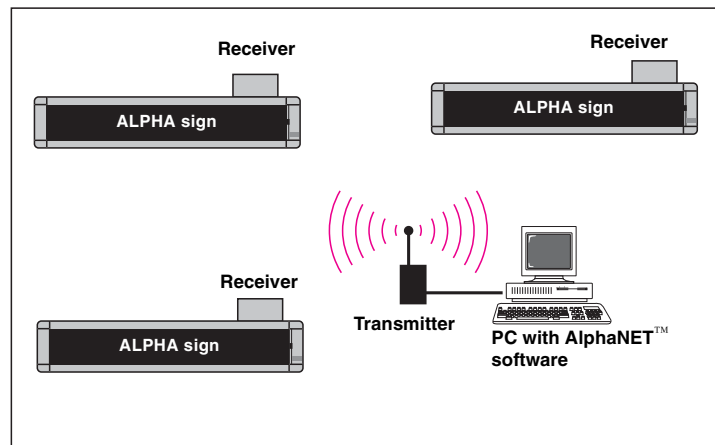 Receiver
ALPHA sign
Receiver
ALPHA sign
Receiver
ALPHA sign
Transmitter
PC with AlphaNET™
software